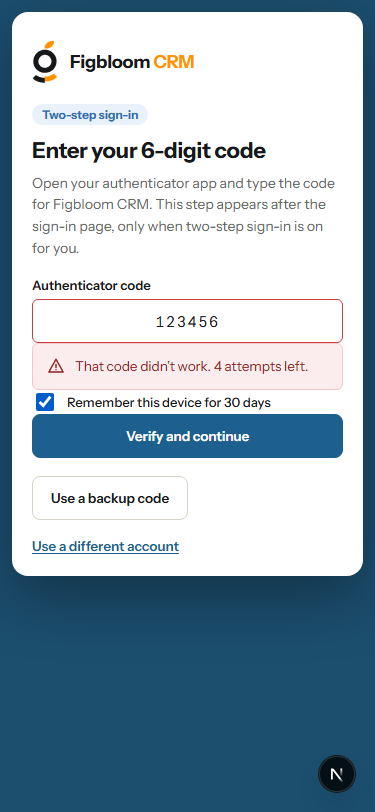 Figbloom CRM
Two-step sign-in
Enter your 6-digit code
Open your authenticator app and type the code
for Figbloom CRM. This step appears after the
sign-in page, only when two-step sign-in is on
for you.
Authenticator code
123456
That code didn't work. 4 attempts left.
Remember this device for 30 days
Verify and continue
Use a backup code
Use a different account
N